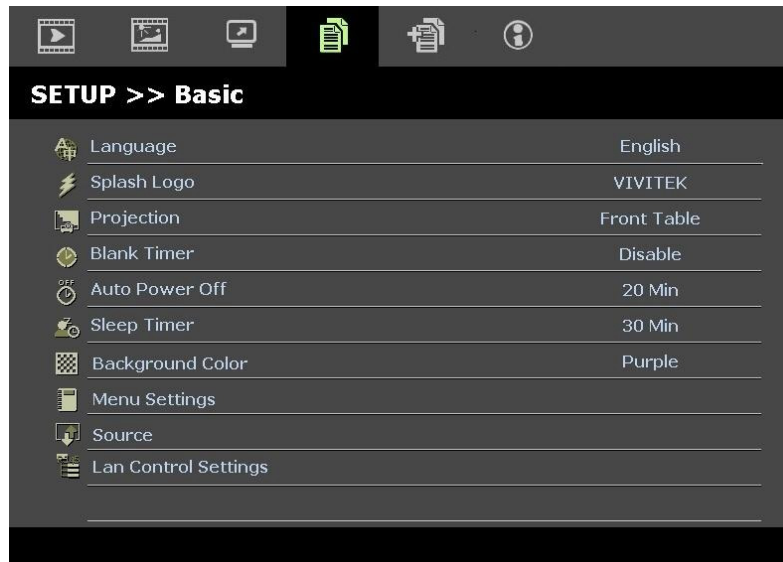 SETUP >> Basic
Language English
Splash Logo VIVITEK
Projection Front Table
Blank Timer Disable
OFF
Auto Power Off 20 Min
Sleep Timer 30 Min
Background Color Purple
Menu Settings
Source
Lan Control Settings